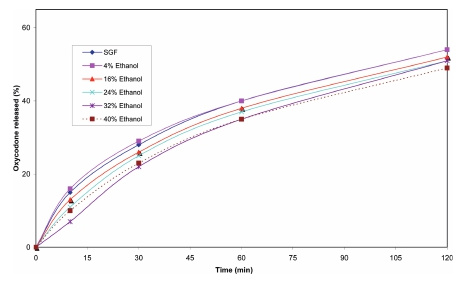 60
40
20
0
Oxycodone released (%)
SGF
4% Ethanol
16% Ethanol
24% Ethanol
32% Ethanol
40% Ethanol
0 15 30 45 60 75 90 105 120
Time (min)